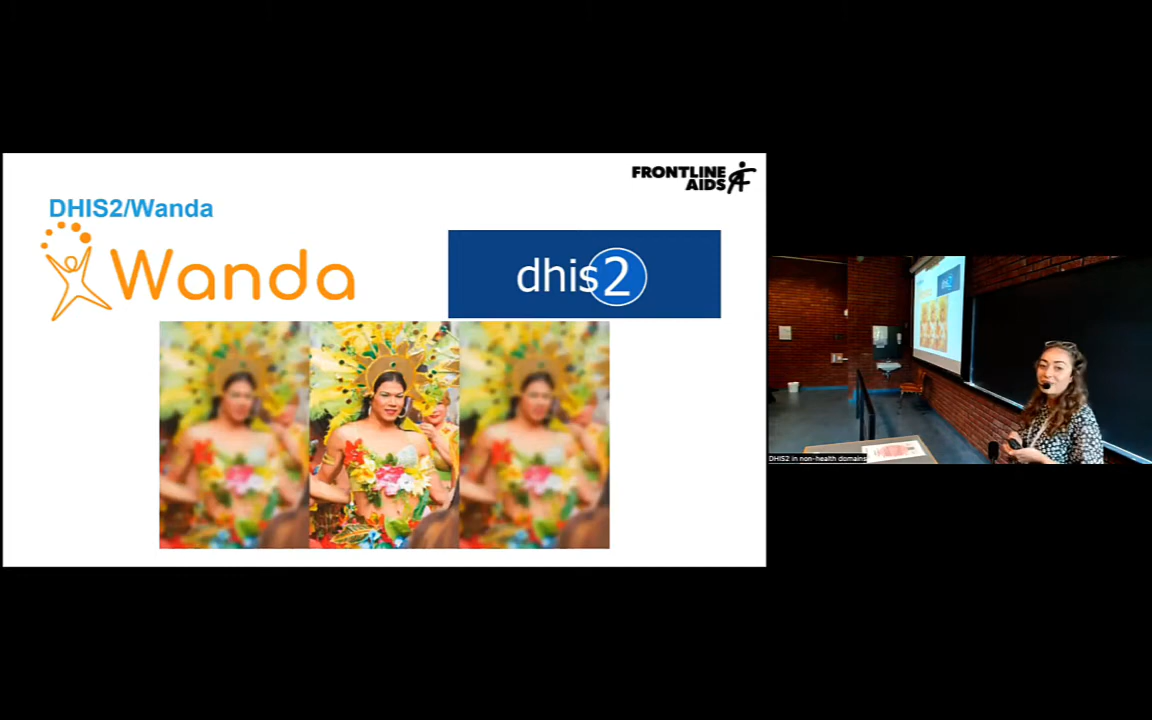 FRONTLINE
AIDS
DHIS2/Wanda
Wanda
dhis2
DHIS2 in non-health domains